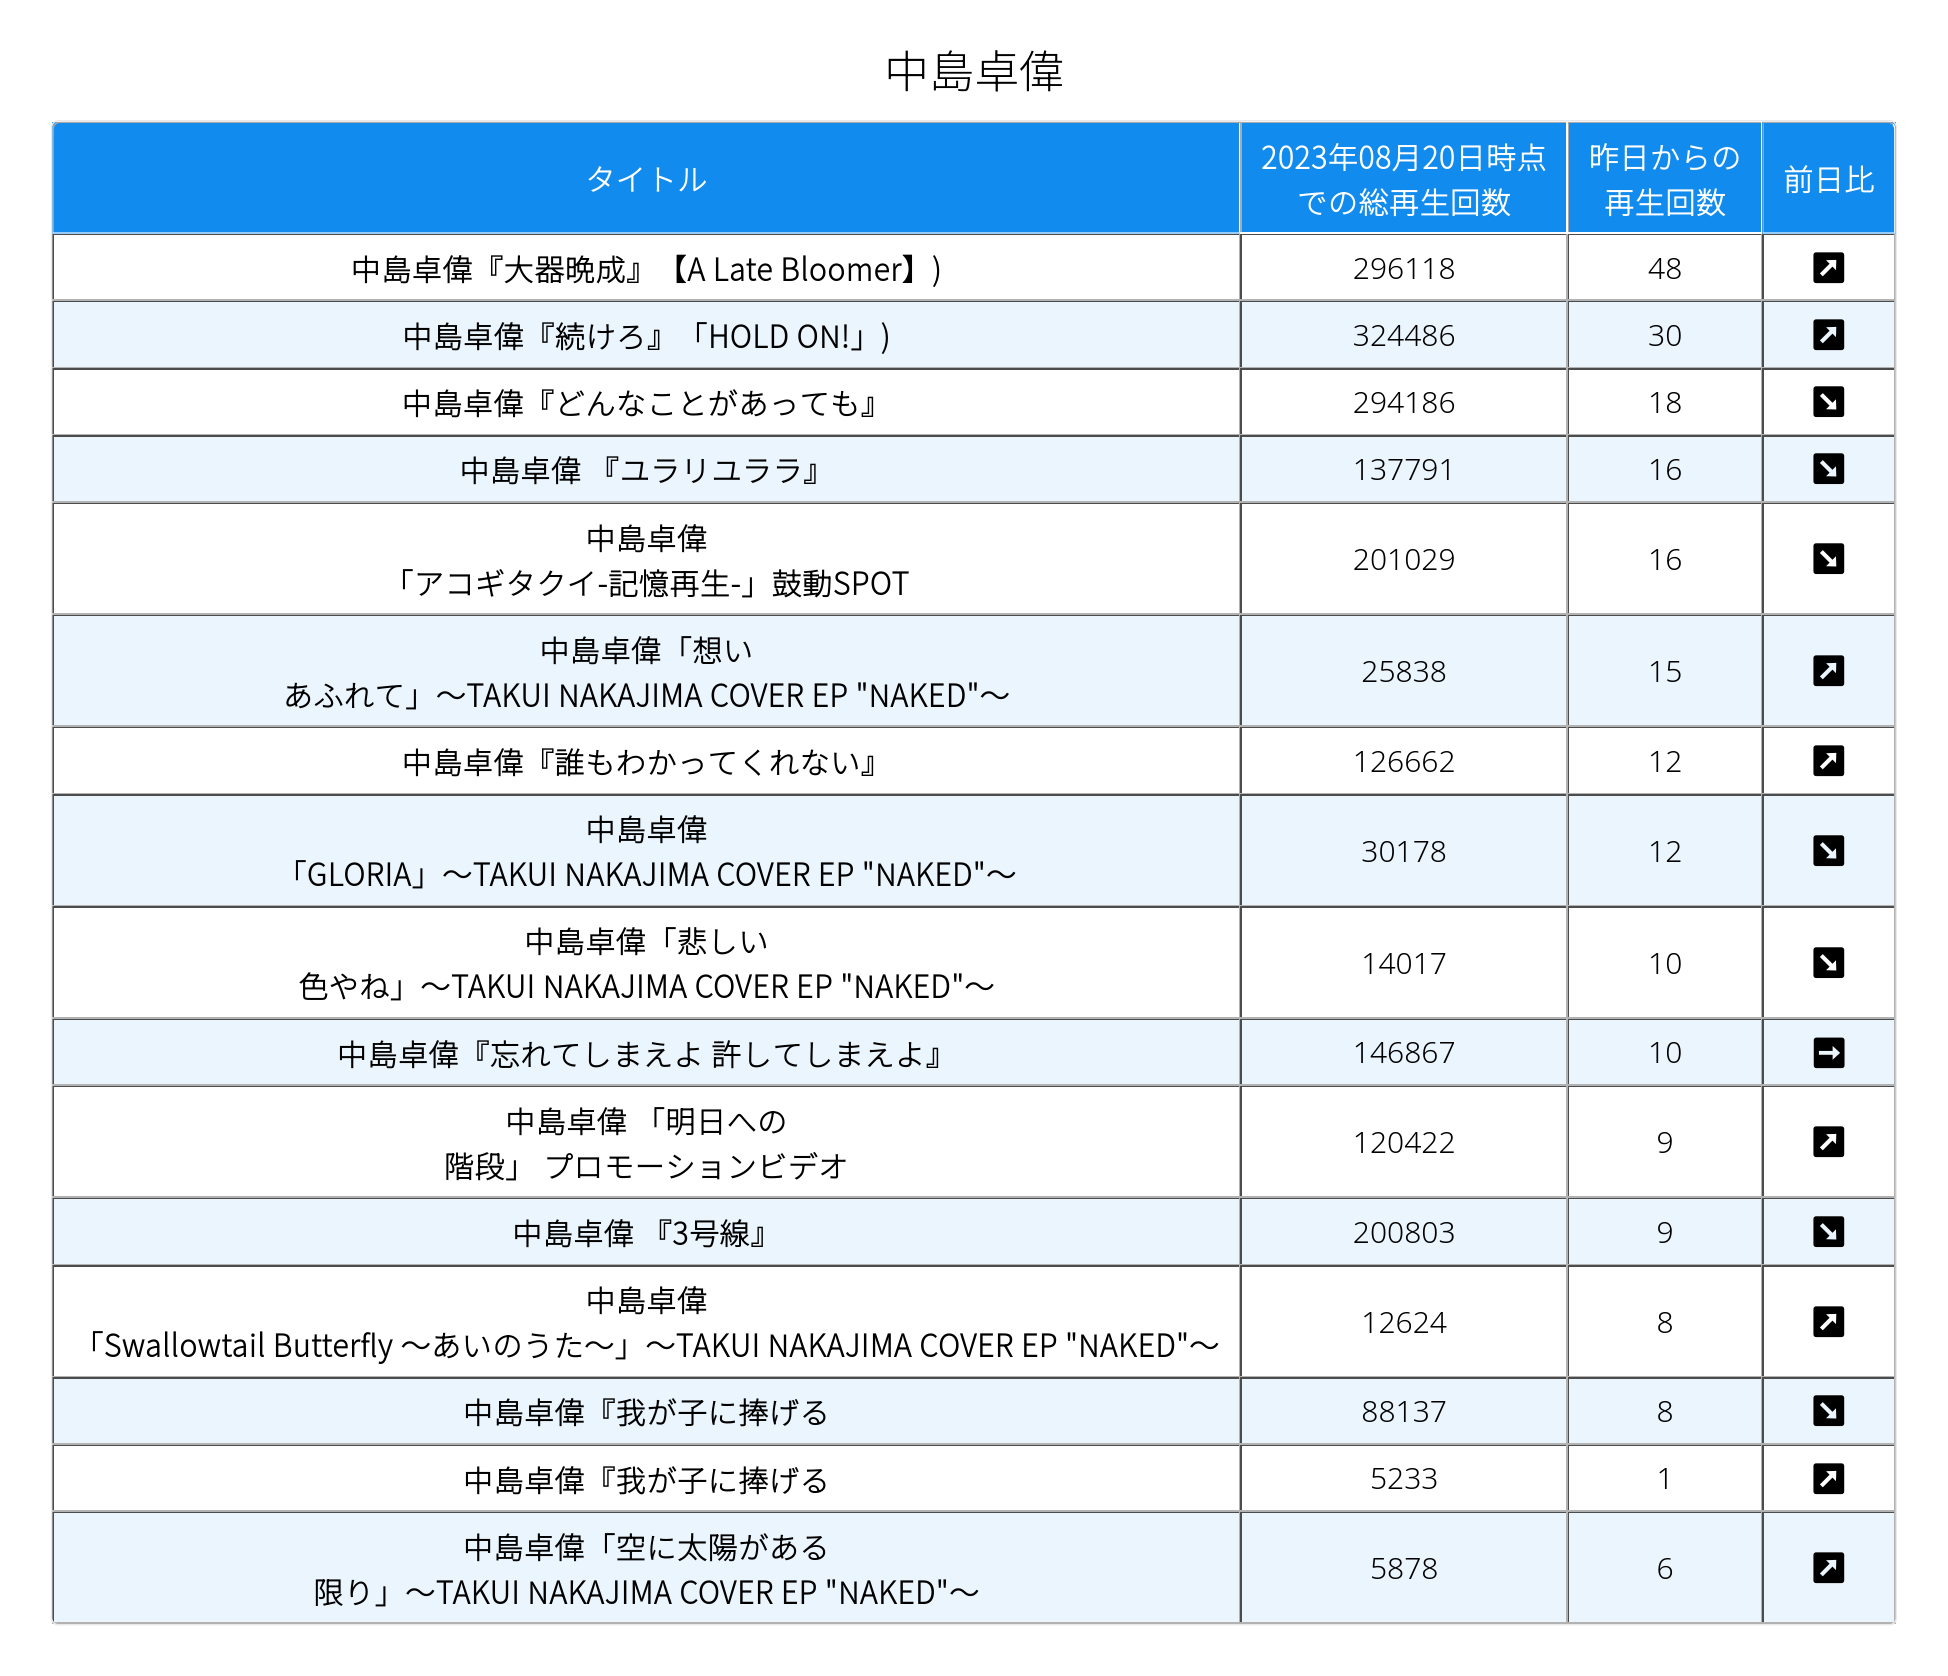 中島卓偉
タイトル
2023年08月20日時点
での総再生回数
昨日からの
再生回数
前日比
中島卓偉『大器晩成』【A Late Bloomer】)
296118
48
中島卓偉『続けろ』「HOLD ON!」)
324486
30
中島卓偉『どんなことがあっても』
294186
18
中島卓偉 『ユラリユララ』
137791
16
中島卓偉
「アコギタクイ-記憶再生-」鼓動SPOT
201029
16
中島卓偉「想い
あふれて」～TAKUI NAKAJIMA COVER EP "NAKED"～
25838
15
中島卓偉『誰もわかってくれない』
126662
12
中島卓偉
「GLORIA」～TAKUI NAKAJIMA COVER EP "NAKED"～
30178
12
中島卓偉「悲しい
色やね」～TAKUI NAKAJIMA COVER EP "NAKED"～
14017
10
中島卓偉『忘れてしまえよ 許してしまえよ』
146867
10
中島卓偉 「明日への
階段」 プロモーションビデオ
120422
9
中島卓偉 『3号線』
200803
9
中島卓偉
「Swallowtail Butterfly ～あいのうた～」～TAKUI NAKAJIMA COVER EP "NAKED"～
12624
8
中島卓偉『我が子に捧げる
88137
8
中島卓偉『我が子に捧げる
5233
1
中島卓偉「空に太陽がある
限り」～TAKUI NAKAJIMA COVER EP "NAKED"～
5878
6